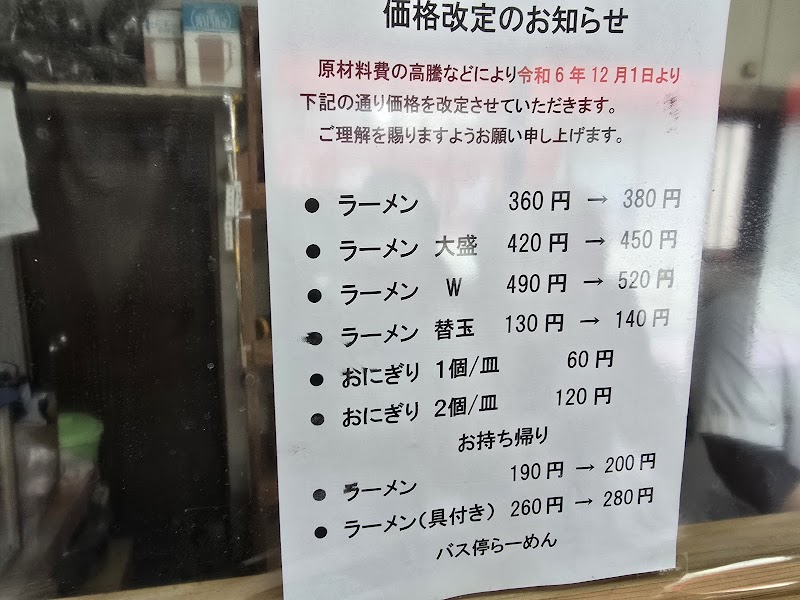 価格改定のお知らせ
原材料費の高騰などにより令和6年12月1日より
下記の通り価格を改定させていただきます。
ご理解を賜りますようお願い申し上げます。
● ラーメン 360円 → 380円
● ラーメン 大盛 420円 → 450円
● ラーメン W 490円 → 520円
● ラーメン 替玉 130円 → 140円
● おにぎり 1個/皿 60円
● おにぎり 2個/皿 120円
お持ち帰り
● ラーメン 190円 → 200円
● ラーメン(具付き) 260円 → 280円
バス停らーめん